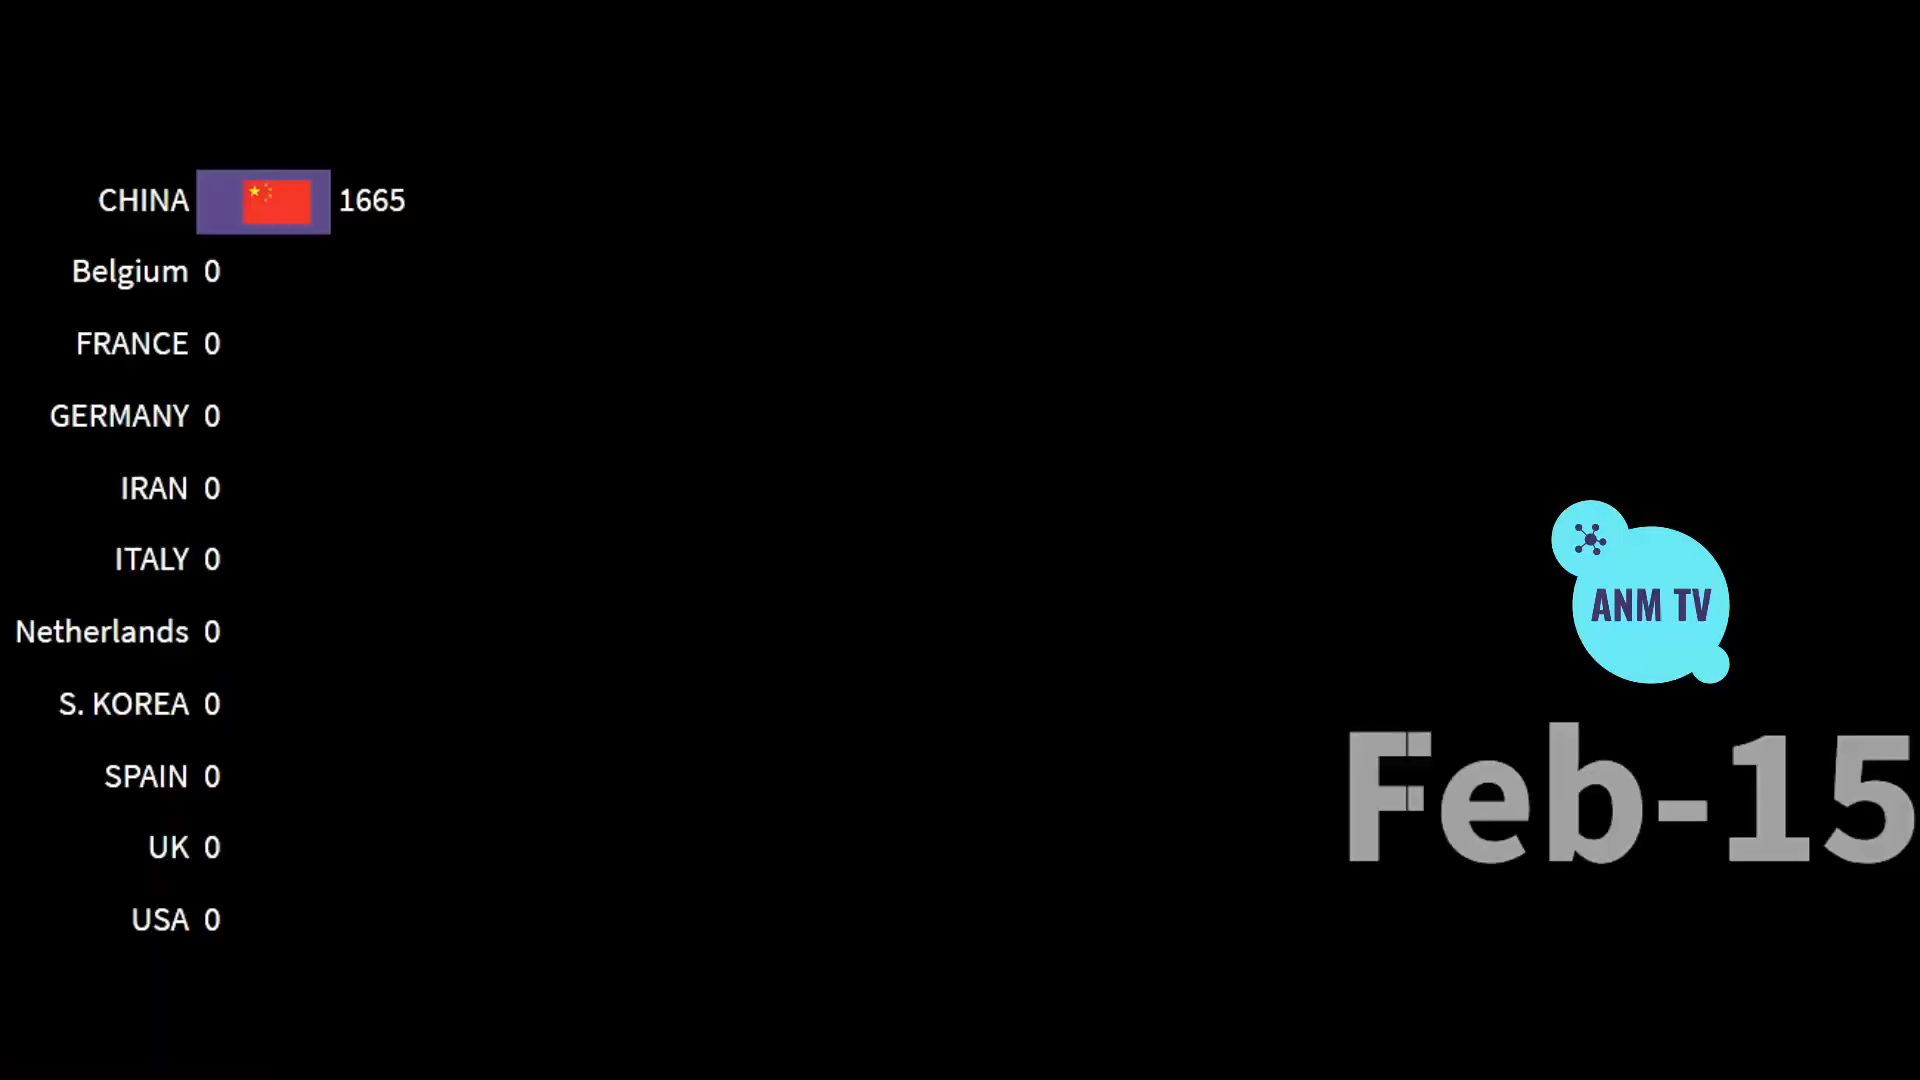 CHINA 1665
Belgium 0
FRANCE 0
GERMANY 0
IRAN 0
ITALY 0
Netherlands 0
S. KOREA 0
SPAIN 0
UK 0
USA 0
ANM TV
Feb-15